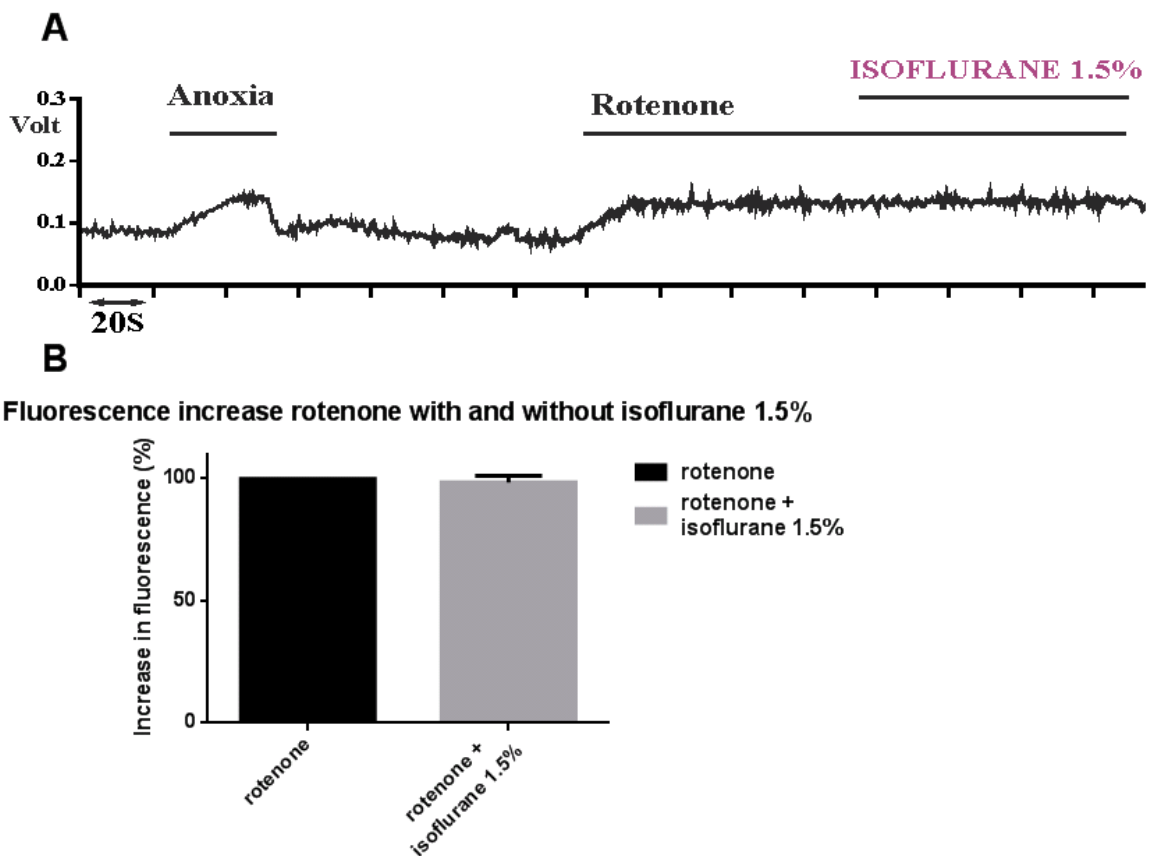 A
ISOFLURANE 1.5%
Anoxia
Rotenone
0.3
Volt
0.2
0.1
0.0
20S
B
Fluorescence increase rotenone with and without isoflurane 1.5%
Increase in fluorescence (%)
100
50
0
rotenone
rotenone +
isoflurane 1.5%
rotenone
rotenone +
isoflurane 1.5%